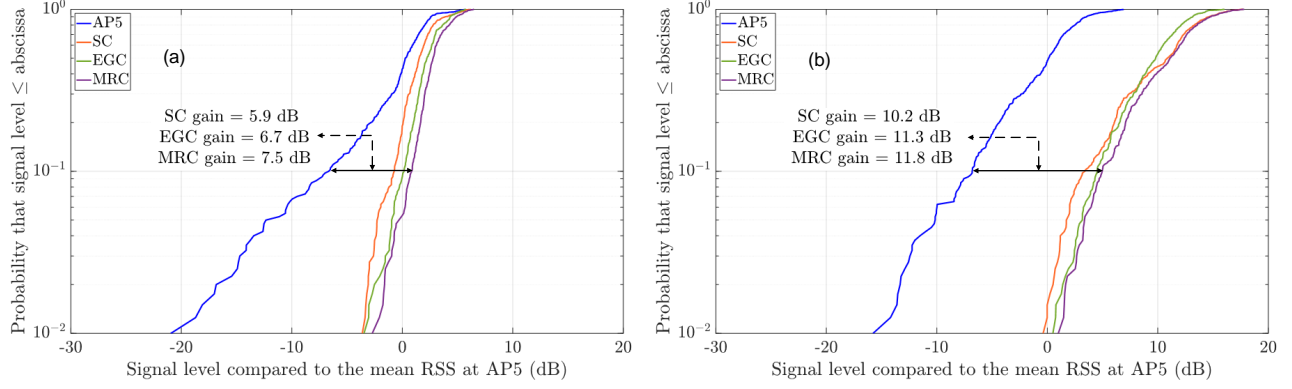 Probability that signal level ≤ abscissa
10^0
10^-1
10^-2
AP5
SC
EGC
MRC
(a)
SC gain = 5.9 dB
EGC gain = 6.7 dB
MRC gain = 7.5 dB
-30 -20 -10 0 10 20
Signal level compared to the mean RSS at AP5 (dB)
Probability that signal level ≤ abscissa
10^0
10^-1
10^-2
AP5
SC
EGC
MRC
(b)
SC gain = 10.2 dB
EGC gain = 11.3 dB
MRC gain = 11.8 dB
-30 -20 -10 0 10 20
Signal level compared to the mean RSS at AP5 (dB)